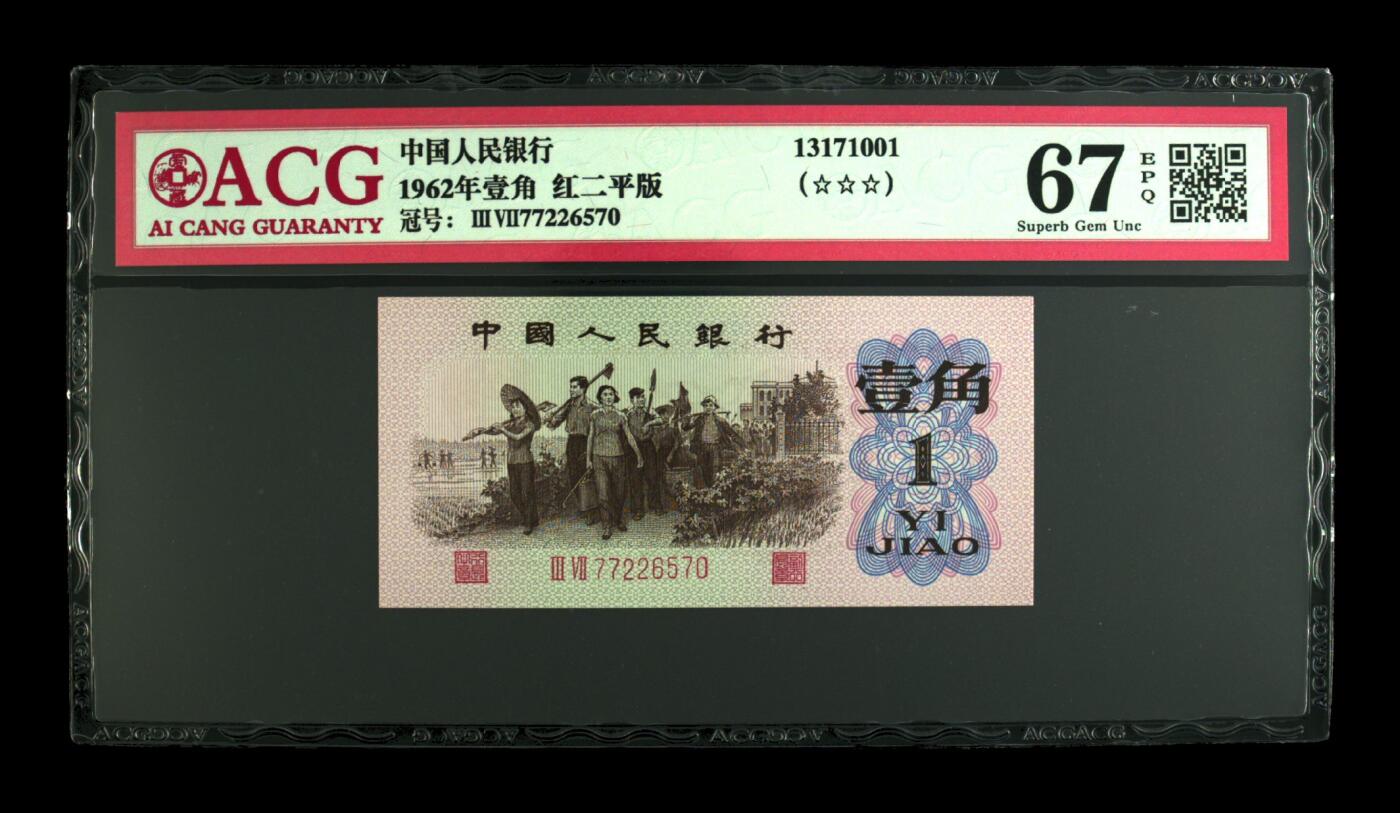 ACG
AI CANG GUARANTY
中国人民银行
1962年壹角 红二平版
冠号：ⅢⅦ77226570
13171001
(☆☆☆)
67
EPQ
Superb Gem Unc
中國人民銀行
壹角
1
YI
JIAO
ⅢⅦ77226570